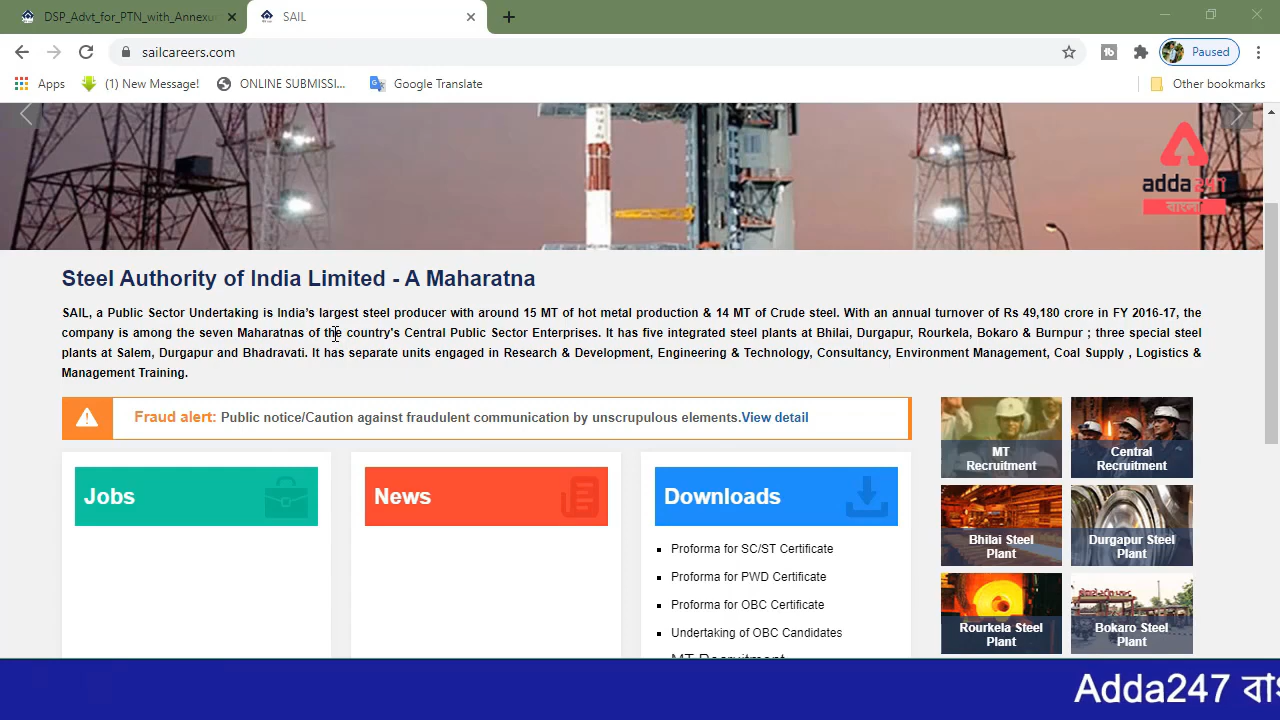 DSP_Advt_for_PTN_with_Annexu
SAIL
sailcareers.com
Paused
Apps
(1) New Message!
ONLINE SUBMISSI...
Google Translate
Other bookmarks
adda247
বাংলা
Steel Authority of India Limited - A Maharatna
SAIL, a Public Sector Undertaking is India's largest steel producer with around 15 MT of hot metal production & 14 MT of Crude steel. With an annual turnover of Rs 49,180 crore in FY 2016-17, the
company is among the seven Maharatnas of the country's Central Public Sector Enterprises. It has five integrated steel plants at Bhilai, Durgapur, Rourkela, Bokaro & Burnpur ; three special steel
plants at Salem, Durgapur and Bhadravati. It has separate units engaged in Research & Development, Engineering & Technology, Consultancy, Environment Management, Coal Supply , Logistics &
Management Training.
Fraud alert: Public notice/Caution against fraudulent communication by unscrupulous elements.View detail
Jobs
News
Downloads
Proforma for SC/ST Certificate
Proforma for PWD Certificate
Proforma for OBC Certificate
Undertaking of OBC Candidates
MT Recruitment
MT
Recruitment
Central
Recruitment
Bhilai Steel
Plant
Durgapur Steel
Plant
Rourkela Steel
Plant
Bokaro Steel
Plant
Adda247